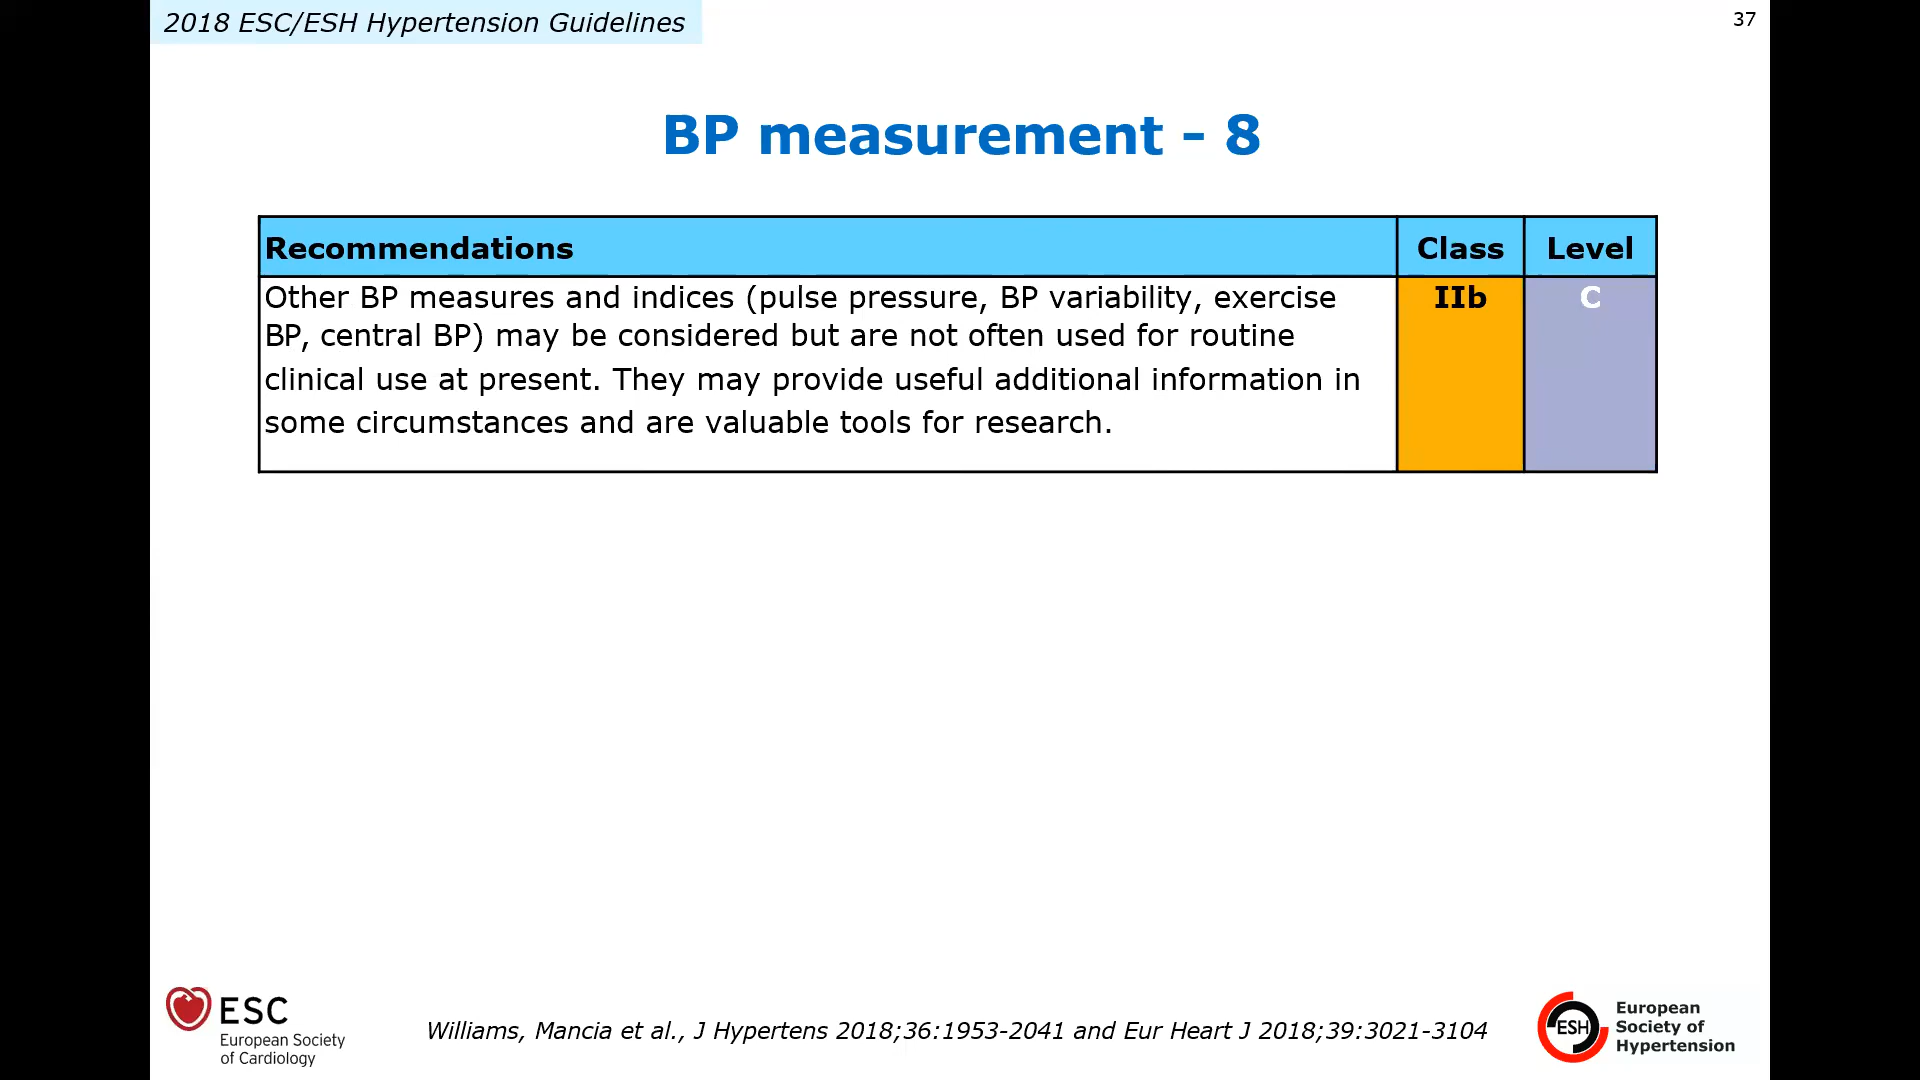 2018 ESC/ESH Hypertension Guidelines
37
BP measurement - 8
Recommendations Class Level
Other BP measures and indices (pulse pressure, BP variability, exercise IIb C
BP, central BP) may be considered but are not often used for routine
clinical use at present. They may provide useful additional information in
some circumstances and are valuable tools for research.
ESC
European Society
of Cardiology
Williams, Mancia et al., J Hypertens 2018;36:1953-2041 and Eur Heart J 2018;39:3021-3104
ESH
European
Society of
Hypertension